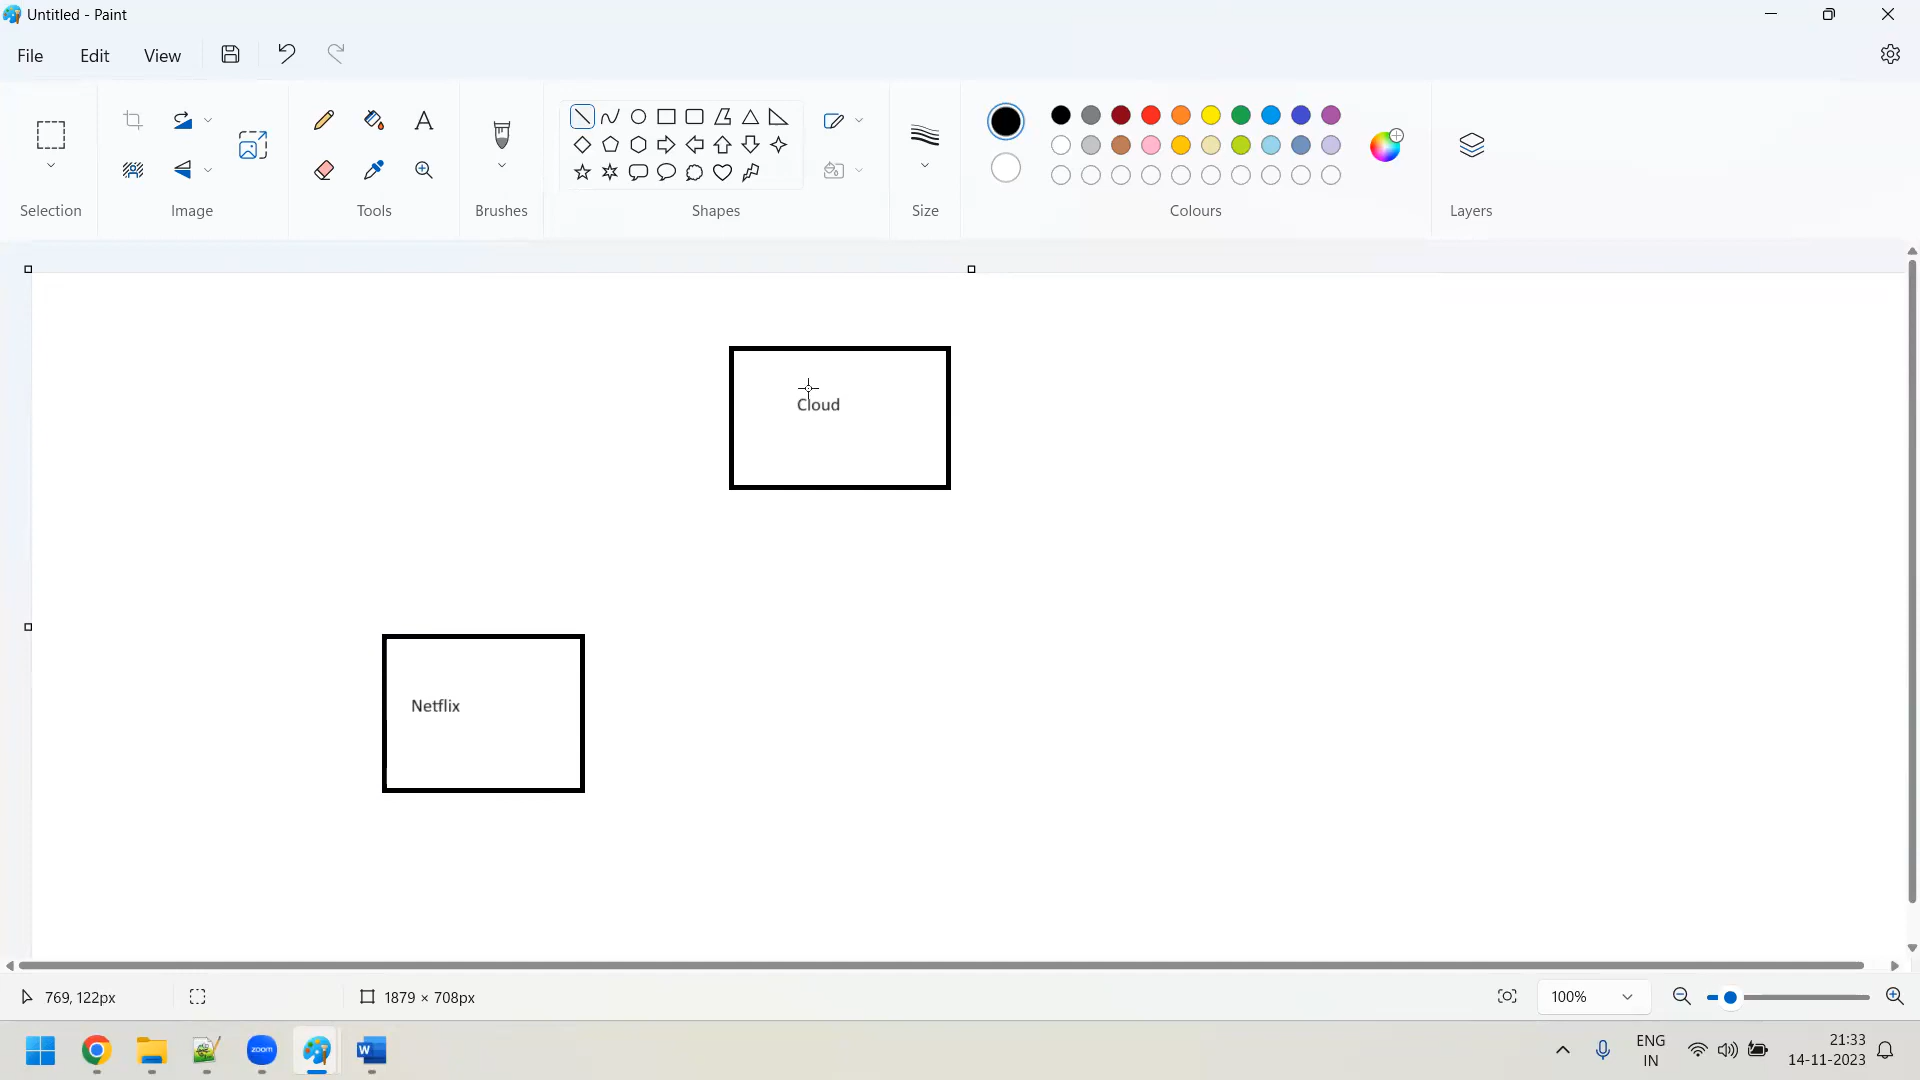 Untitled - Paint
File Edit View
Selection Image Tools Brushes Shapes Size Colours Layers
Cloud
Netflix
769, 122px 1879 × 708px 100%
zoom
W
ENG
IN
21:33
14-11-2023